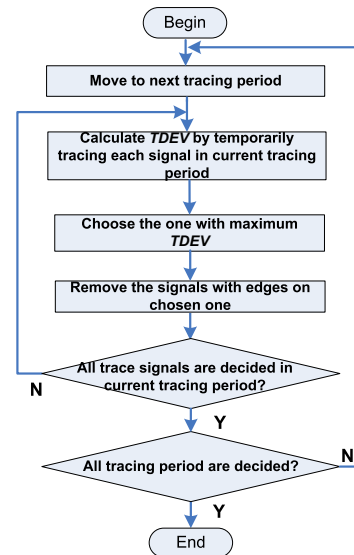 Begin
Move to next tracing period
Calculate TDEV by temporarily
tracing each signal in current tracing
period
Choose the one with maximum
TDEV
Remove the signals with edges on
chosen one
All trace signals are decided in
current tracing period?
N
Y
All tracing period are decided?
N
Y
End